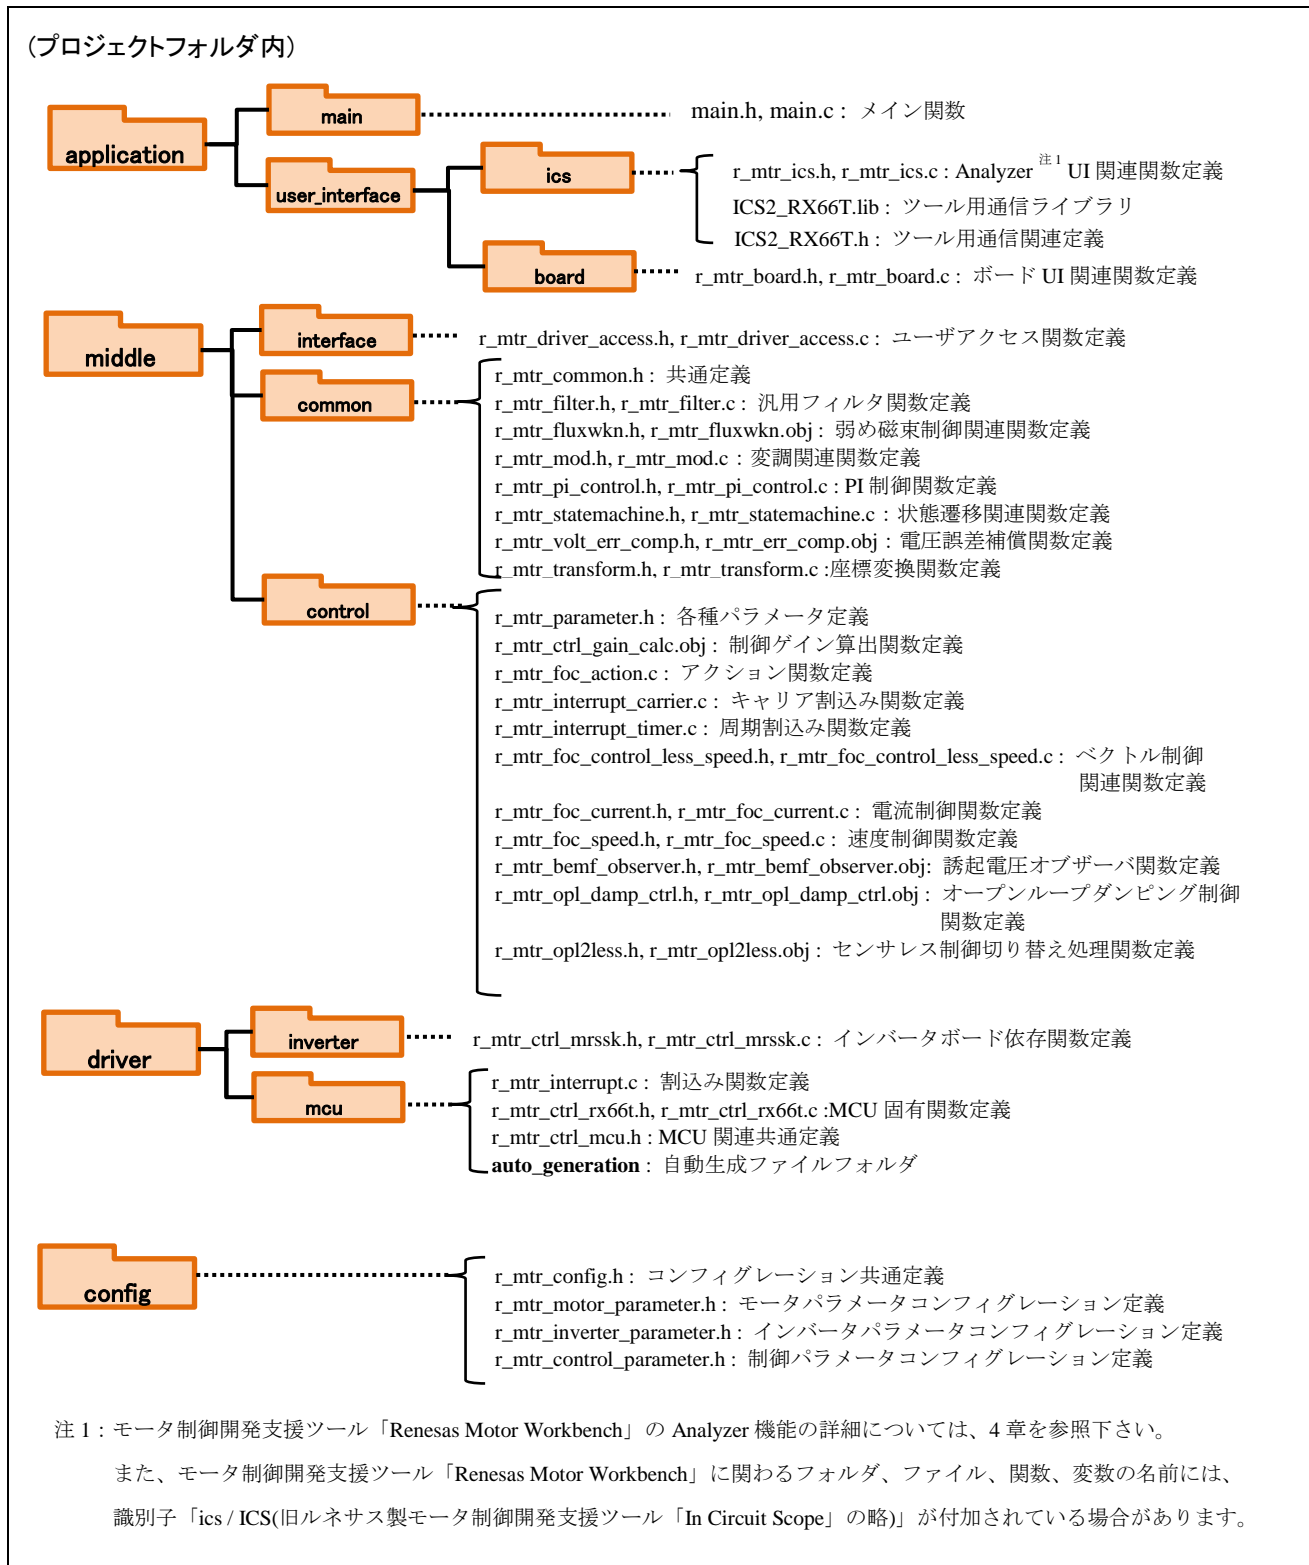 (プロジェクトフォルダ内)
application
main
main.h, main.c : メイン関数
user_interface
ics
r_mtr_ics.h, r_mtr_ics.c : Analyzer 注1 UI 関連関数定義
ICS2_RX66T.lib : ツール用通信ライブラリ
ICS2_RX66T.h : ツール用通信関連定義
board
r_mtr_board.h, r_mtr_board.c : ボード UI 関連関数定義
middle
interface
r_mtr_driver_access.h, r_mtr_driver_access.c : ユーザアクセス関数定義
common
r_mtr_common.h : 共通定義
r_mtr_filter.h, r_mtr_filter.c : 汎用フィルタ関数定義
r_mtr_fluxwkn.h, r_mtr_fluxwkn.obj : 弱め磁束制御関連関数定義
r_mtr_mod.h, r_mtr_mod.c : 変調関連関数定義
r_mtr_pi_control.h, r_mtr_pi_control.c : PI 制御関数定義
r_mtr_statemachine.h, r_mtr_statemachine.c : 状態遷移関連関数定義
r_mtr_volt_err_comp.h, r_mtr_err_comp.obj : 電圧誤差補償関数定義
r_mtr_transform.h, r_mtr_transform.c :座標変換関数定義
control
r_mtr_parameter.h : 各種パラメータ定義
r_mtr_ctrl_gain_calc.obj : 制御ゲイン算出関数定義
r_mtr_foc_action.c : アクション関数定義
r_mtr_interrupt_carrier.c : キャリア割込み関数定義
r_mtr_interrupt_timer.c : 周期割込み関数定義
r_mtr_foc_control_less_speed.h, r_mtr_foc_control_less_speed.c : ベクトル制御
関連関数定義
r_mtr_foc_current.h, r_mtr_foc_current.c : 電流制御関数定義
r_mtr_foc_speed.h, r_mtr_foc_speed.c : 速度制御関数定義
r_mtr_bemf_observer.h, r_mtr_bemf_observer.obj: 誘起電圧オブザーバ関数定義
r_mtr_opl_damp_ctrl.h, r_mtr_opl_damp_ctrl.obj : オープンループダンピング制御
関数定義
r_mtr_opl2less.h, r_mtr_opl2less.obj : センサレス制御切り替え処理関数定義
driver
inverter
r_mtr_ctrl_mrssk.h, r_mtr_ctrl_mrssk.c : インバータボード依存関数定義
mcu
r_mtr_interrupt.c : 割込み関数定義
r_mtr_ctrl_rx66t.h, r_mtr_ctrl_rx66t.c :MCU 固有関数定義
r_mtr_ctrl_mcu.h : MCU 関連共通定義
auto_generation : 自動生成ファイルフォルダ
config
r_mtr_config.h : コンフィグレーション共通定義
r_mtr_motor_parameter.h : モータパラメータコンフィグレーション定義
r_mtr_inverter_parameter.h : インバータパラメータコンフィグレーション定義
r_mtr_control_parameter.h : 制御パラメータコンフィグレーション定義
注 1 : モータ制御開発支援ツール「Renesas Motor Workbench」の Analyzer 機能の詳細については、4 章を参照下さい。
また、モータ制御開発支援ツール「Renesas Motor Workbench」に関わるフォルダ、ファイル、関数、変数の名前には、
識別子「ics / ICS(旧ルネサス製モータ制御開発支援ツール「In Circuit Scope」の略)」が付加されている場合があります。